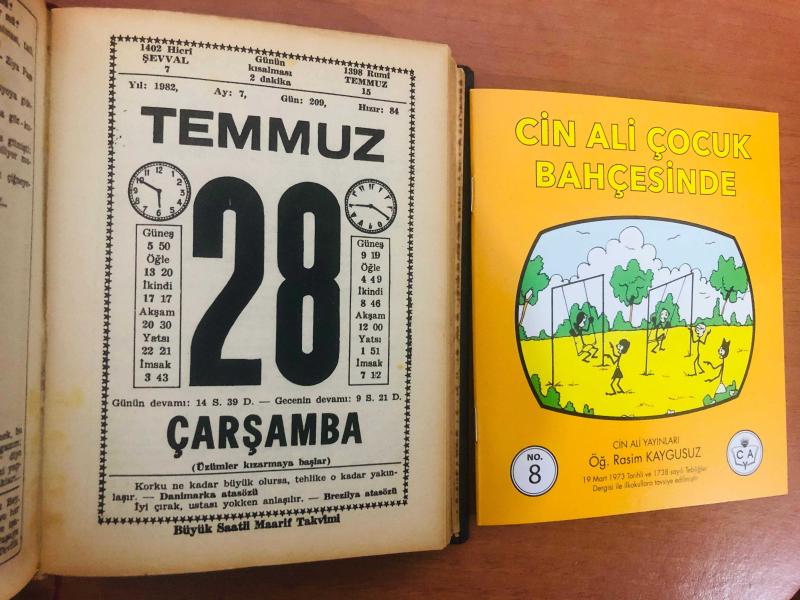 1402 Hicri
ŞEVVAL
7
Günün
kısalması
2 dakika
1398 Rumî
TEMMUZ
15
Yıl: 1982, Ay: 7, Gün: 209, Hızır: 84
TEMMUZ
28
Güneş
5 50
Öğle
13 20
İkindi
17 17
Akşam
20 30
Yatsı
22 21
İmsak
3 43
Güneş
9 19
Öğle
4 49
İkindi
8 46
Akşam
12 00
Yatsı
1 51
İmsak
7 12
Günün devamı: 14 S. 39 D. — Gecenin devamı: 9 S. 21 D.
ÇARŞAMBA
(Üzümler kızarmaya başlar)
Korku ne kadar büyük olursa, tehlike o kadar yakın-
laşır. — Danimarka atasözü
İyi çırak, ustası yokken anlaşılır. — Brezilya atasözü
Büyük Saatli Maarif Takvimi
CİN ALİ ÇOCUK
BAHÇESİNDE
CİN ALİ YAYINLARI
Öğ. Rasim KAYGUSUZ
19 Mart 1973 Tarihli ve 1738 sayılı Tebliğler
Dergisi ile ilkokullara tavsiye edilmiştir.
NO.
8
C A
Y